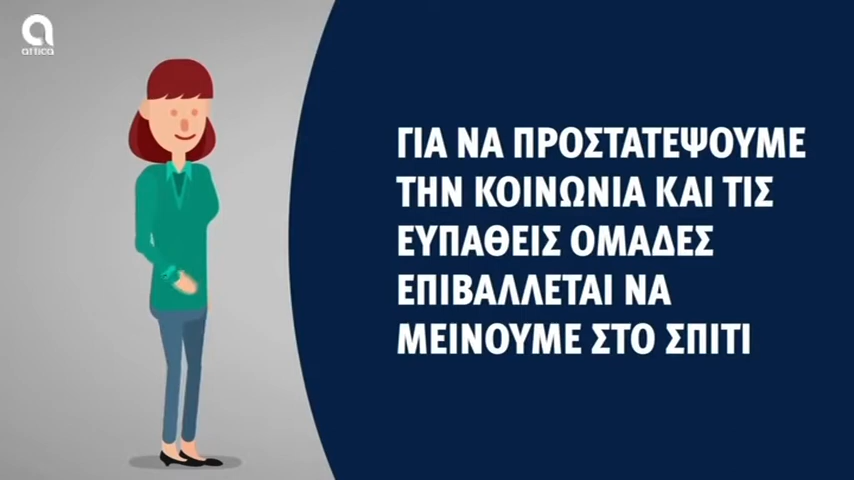 attica
ΓΙΑ ΝΑ ΠΡΟΣΤΑΤΕΨΟΥΜΕ
ΤΗΝ ΚΟΙΝΩΝΙΑ ΚΑΙ ΤΙΣ
ΕΥΠΑΘΕΙΣ ΟΜΑΔΕΣ
ΕΠΙΒΑΛΛΕΤΑΙ ΝΑ
ΜΕΙΝΟΥΜΕ ΣΤΟ ΣΠΙΤΙ